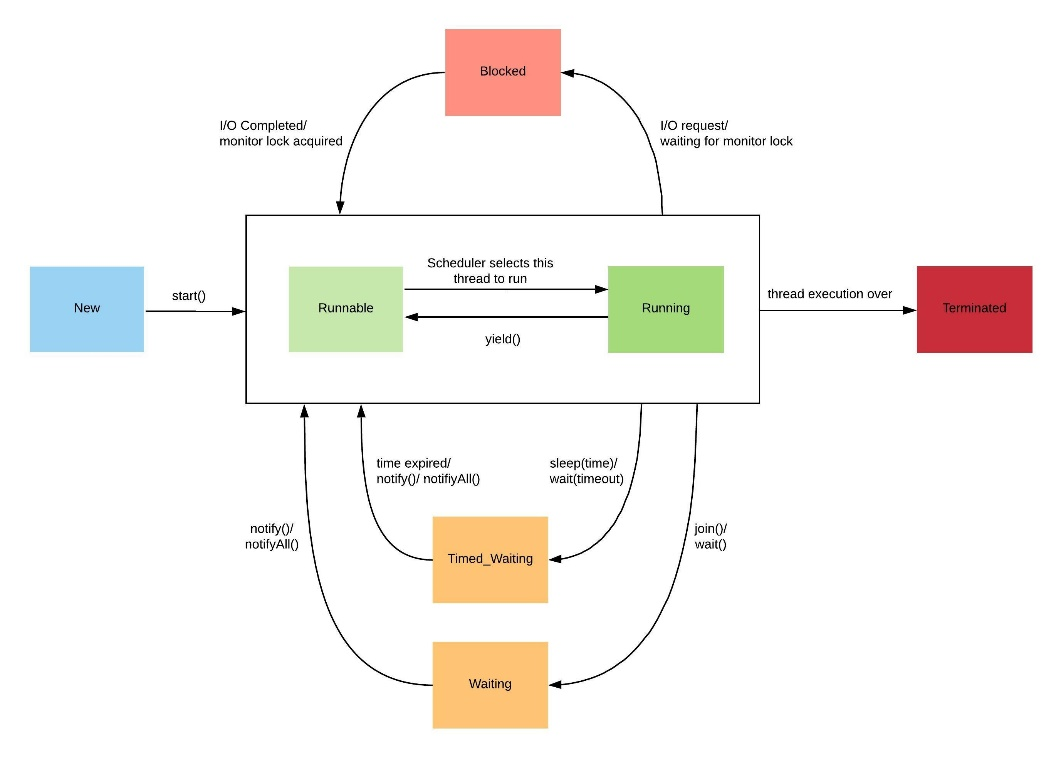 Blocked
I/O Completed/
monitor lock acquired
I/O request/
waiting for monitor lock
New
start()
Runnable
Scheduler selects this
thread to run
yield()
Running
thread execution over
Terminated
time expired/
notify()/ notifiyAll()
sleep(time)/
wait(timeout)
notify()/
notifyAll()
join()/
wait()
Timed_Waiting
Waiting